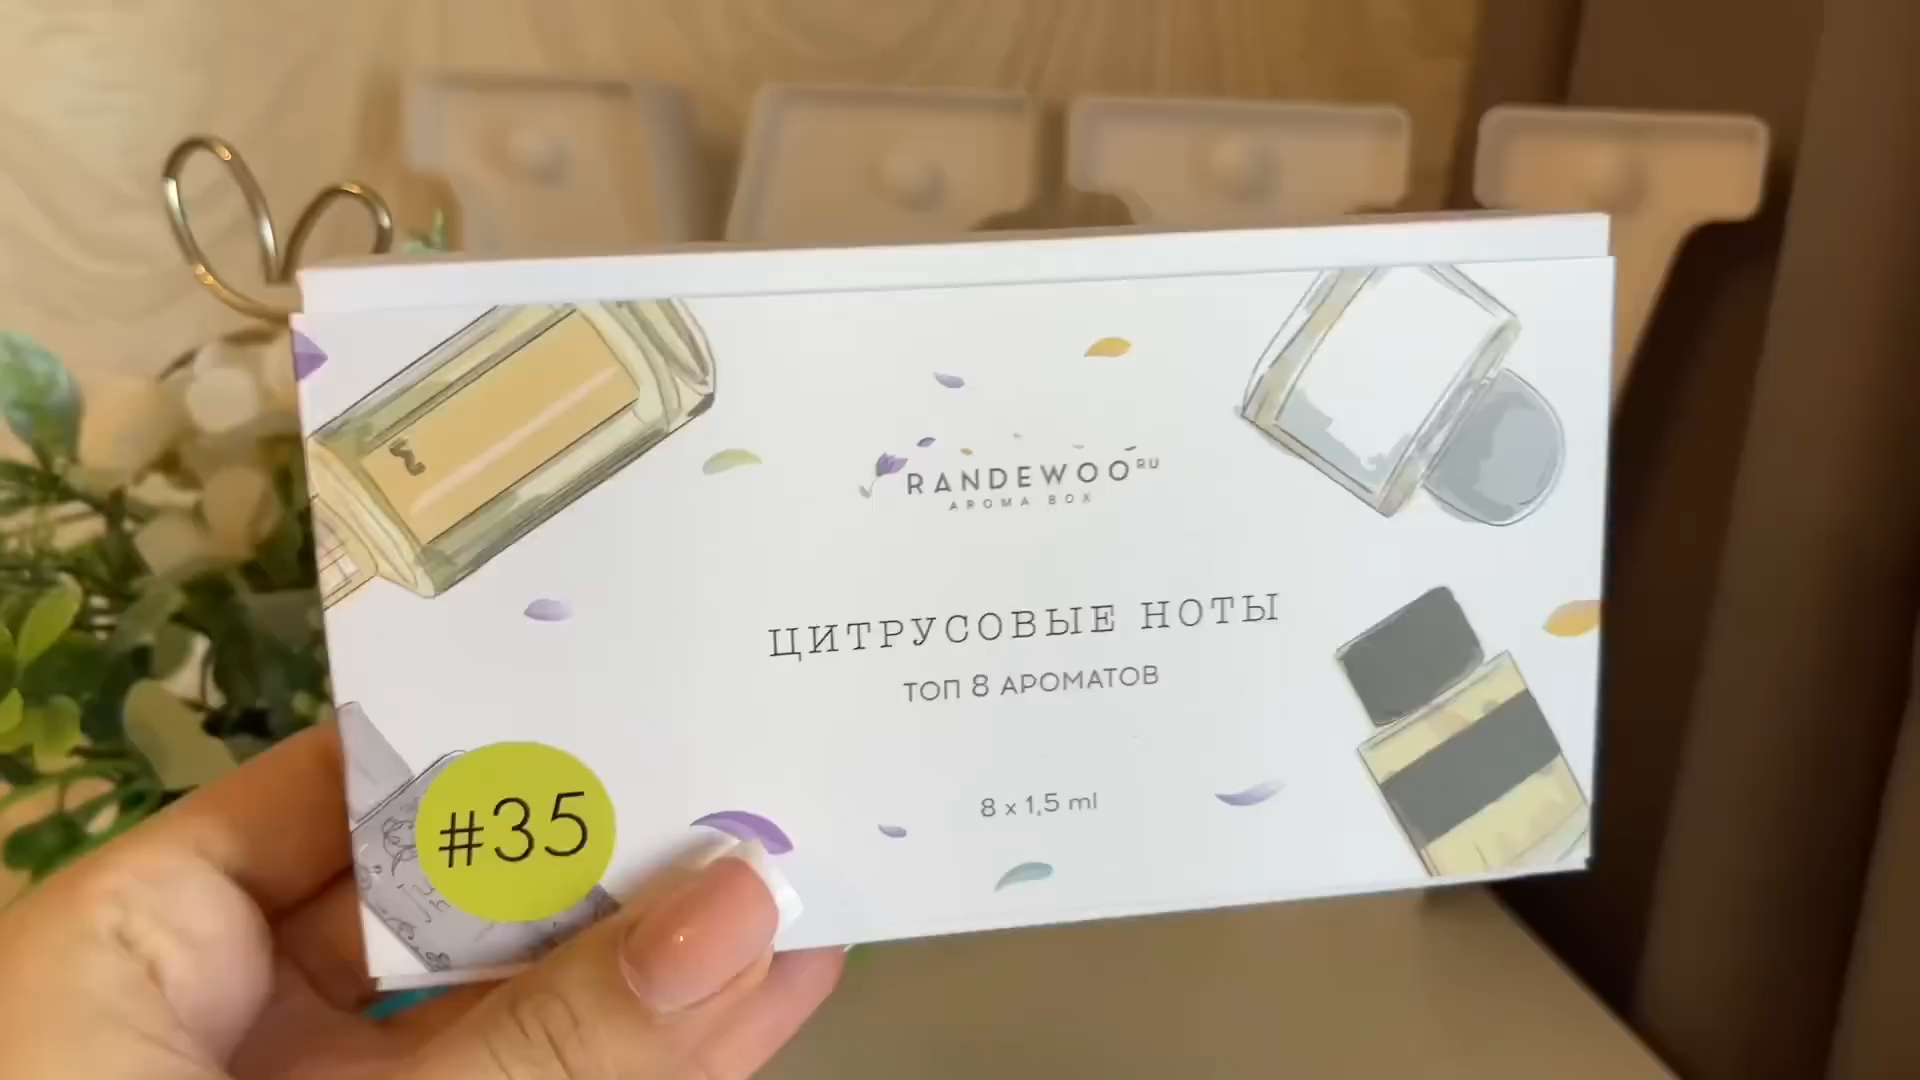 RANDEWOO RU
AROMA BOX
ЦИТРУСОВЫЕ НОТЫ
ТОП 8 АРОМАТОВ
8 x 1,5 ml
#35